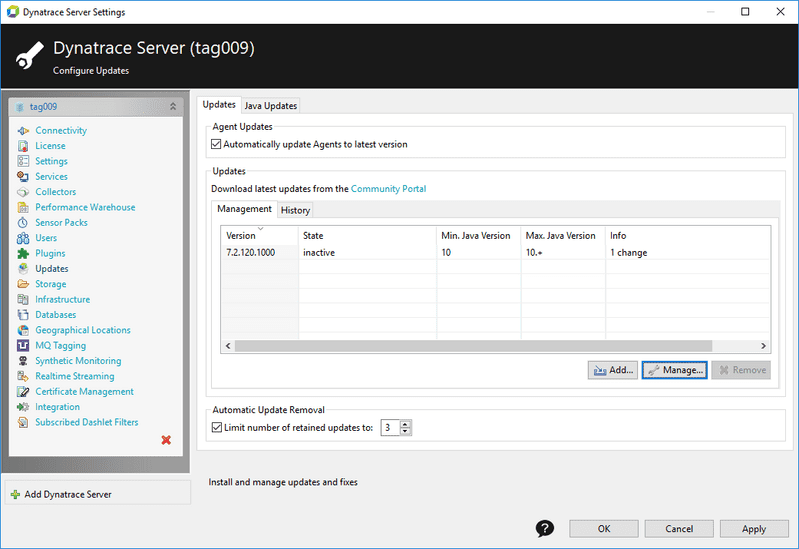 Dynatrace Server Settings
Dynatrace Server (tag009)
Configure Updates
tag009
Connectivity
License
Settings
Services
Collectors
Performance Warehouse
Sensor Packs
Users
Plugins
Updates
Storage
Infrastructure
Databases
Geographical Locations
MQ Tagging
Synthetic Monitoring
Realtime Streaming
Certificate Management
Integration
Subscribed Dashlet Filters
Add Dynatrace Server
Updates Java Updates
Agent Updates
Automatically update Agents to latest version
Updates
Download latest updates from the Community Portal
Management History
Version State Min. Java Version Max. Java Version Info
7.2.120.1000 inactive 10 10.+ 1 change
Add... Manage... Remove
Automatic Update Removal
Limit number of retained updates to: 3
Install and manage updates and fixes
? OK Cancel Apply